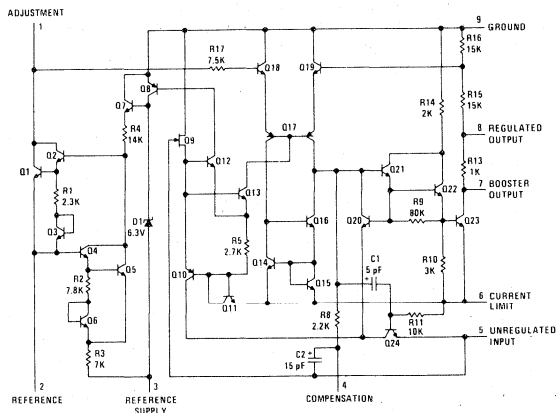 ADJUSTMENT
1
9
GROUND
R16
15K
R17
7.5K
Q18
Q19
Q7
Q8
R4
14K
R14
2K
R15
15K
8
REGULATED
OUTPUT
Q17
Q9
Q2
Q12
Q1
Q21
R13
1K
7
BOOSTER
OUTPUT
Q22
R1
2.3K
Q13
R9
80K
D1
6.3V
Q16
Q20
Q23
Q3
Q4
R5
2.7K
R10
3K
Q5
Q14
C1
5 pF
Q10
R2
7.8K
Q15
6
CURRENT
LIMIT
Q11
R8
2.2K
R11
10K
Q6
5
UNREGULATED
INPUT
Q24
R3
7K
C2
15 pF
2
REFERENCE
3
REFERENCE
SUPPLY
4
COMPENSATION